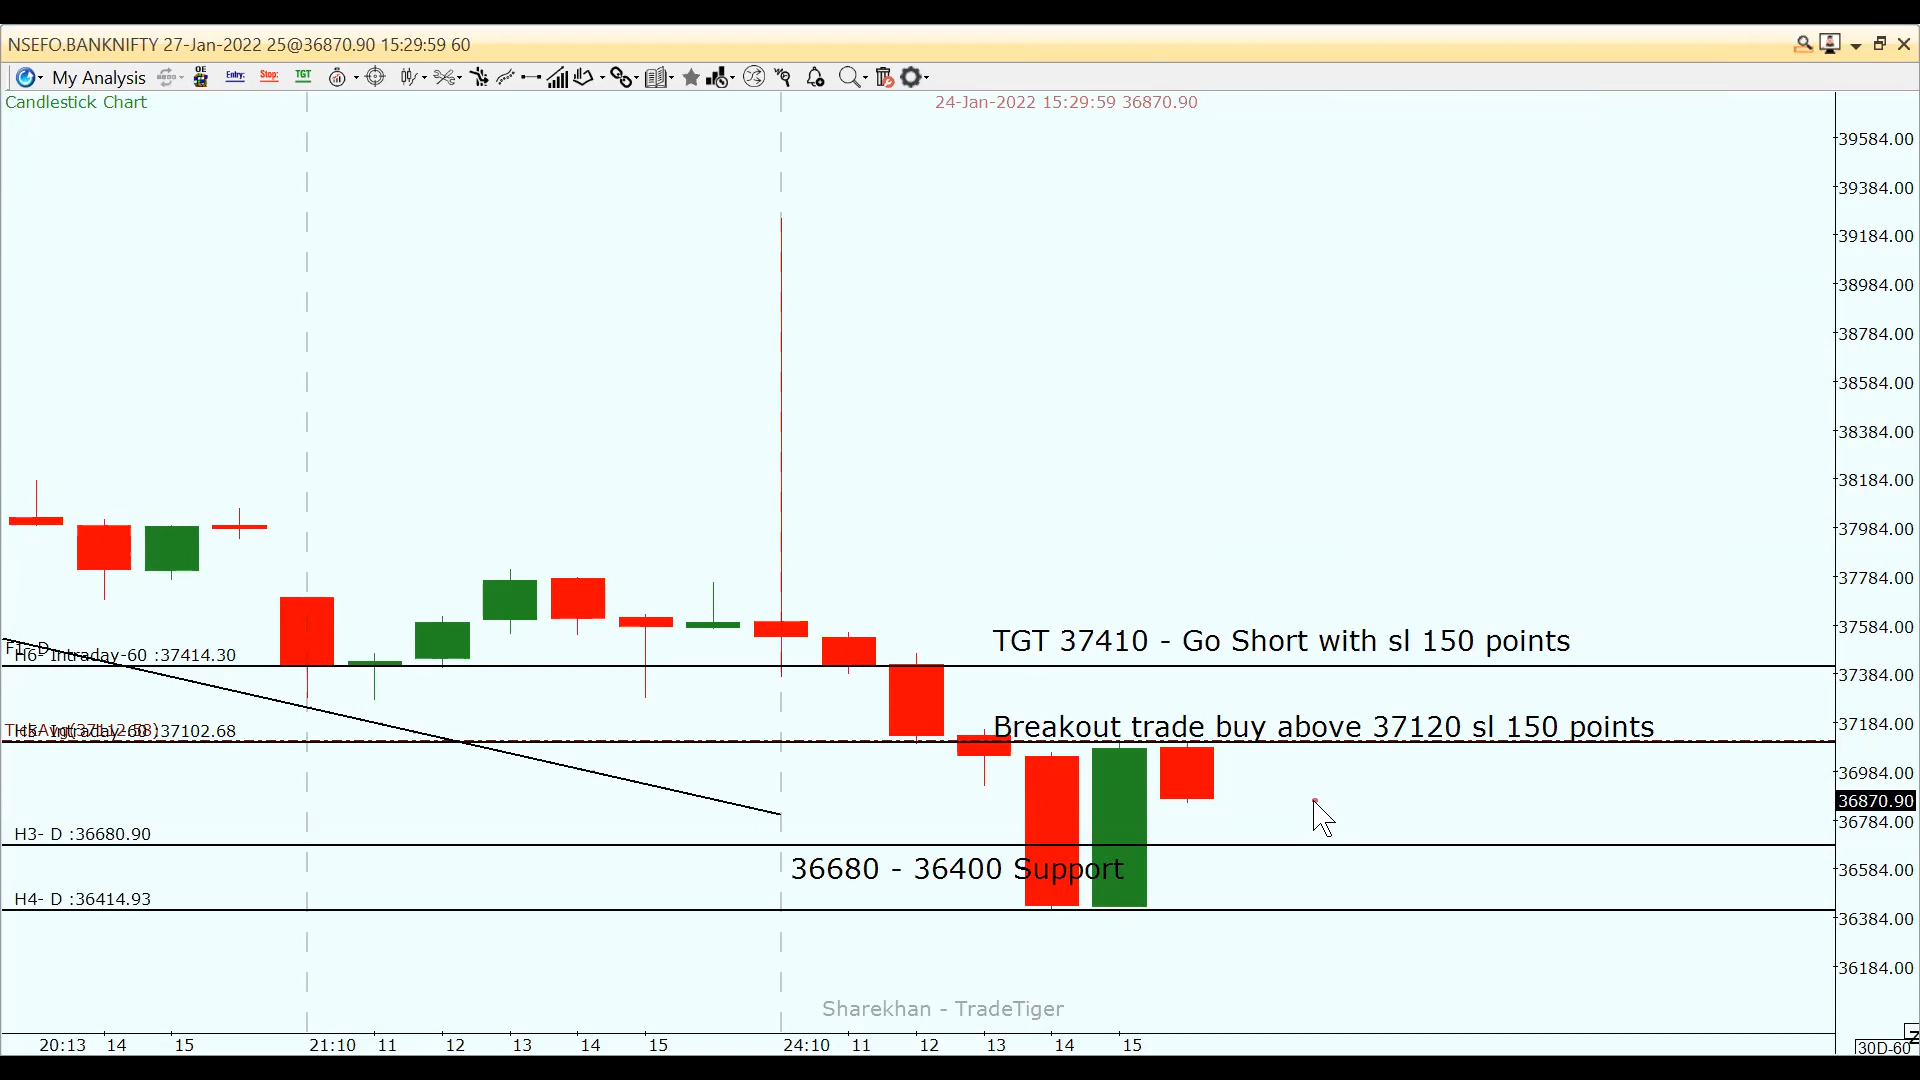 NSEFO.BANKNIFTY 27-Jan-2022 25@36870.90 15:29:59 60
My Analysis OE Entry: Stop: TGT
Candlestick Chart
24-Jan-2022 15:29:59 36870.90
39584.00
39384.00
39184.00
38984.00
38784.00
38584.00
38384.00
38184.00
37984.00
37784.00
37584.00
TGT 37410 - Go Short with sl 150 points
H6- Intraday-60 :37414.30
37384.00
Breakout trade buy above 37120 sl 150 points
37184.00
:37102.68
36984.00
36870.90
36784.00
H3- D :36680.90
36680 - 36400 Support
36584.00
H4- D :36414.93
36384.00
36184.00
Sharekhan - TradeTiger
20:13 14 15 21:10 11 12 13 14 15 24:10 11 12 13 14 15
30D-60